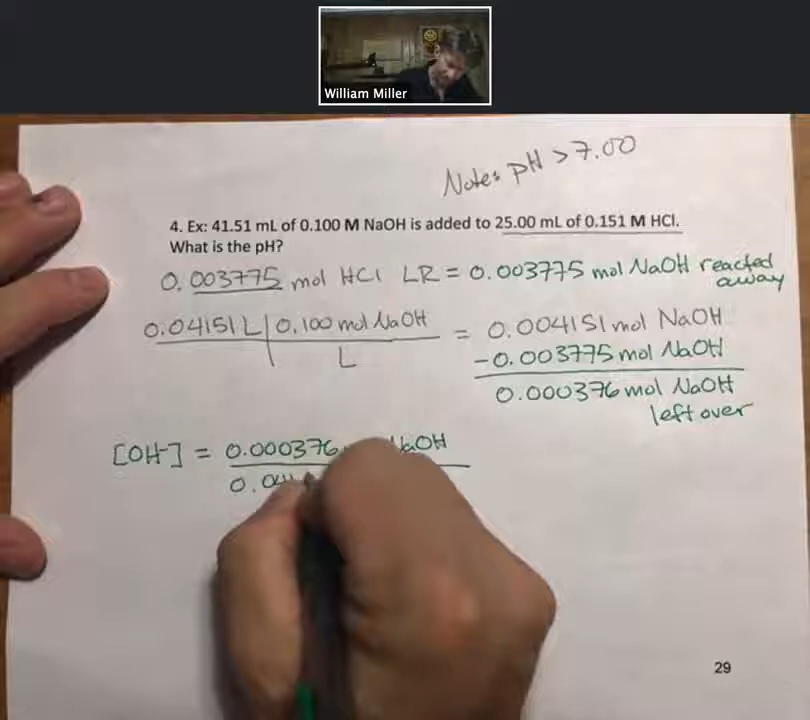 William Miller
Note: pH > 7.00
4. Ex: 41.51 mL of 0.100 M NaOH is added to 25.00 mL of 0.151 M HCl.
What is the pH?
0.003775 mol HCl LR = 0.003775 mol NaOH reacted
away
0.04151 L | 0.100 mol NaOH = 0.004151 mol NaOH
L
-0.003775 mol NaOH
0.000376 mol NaOH
left over
[OH-] = 0.000376 NaOH
0.04
29